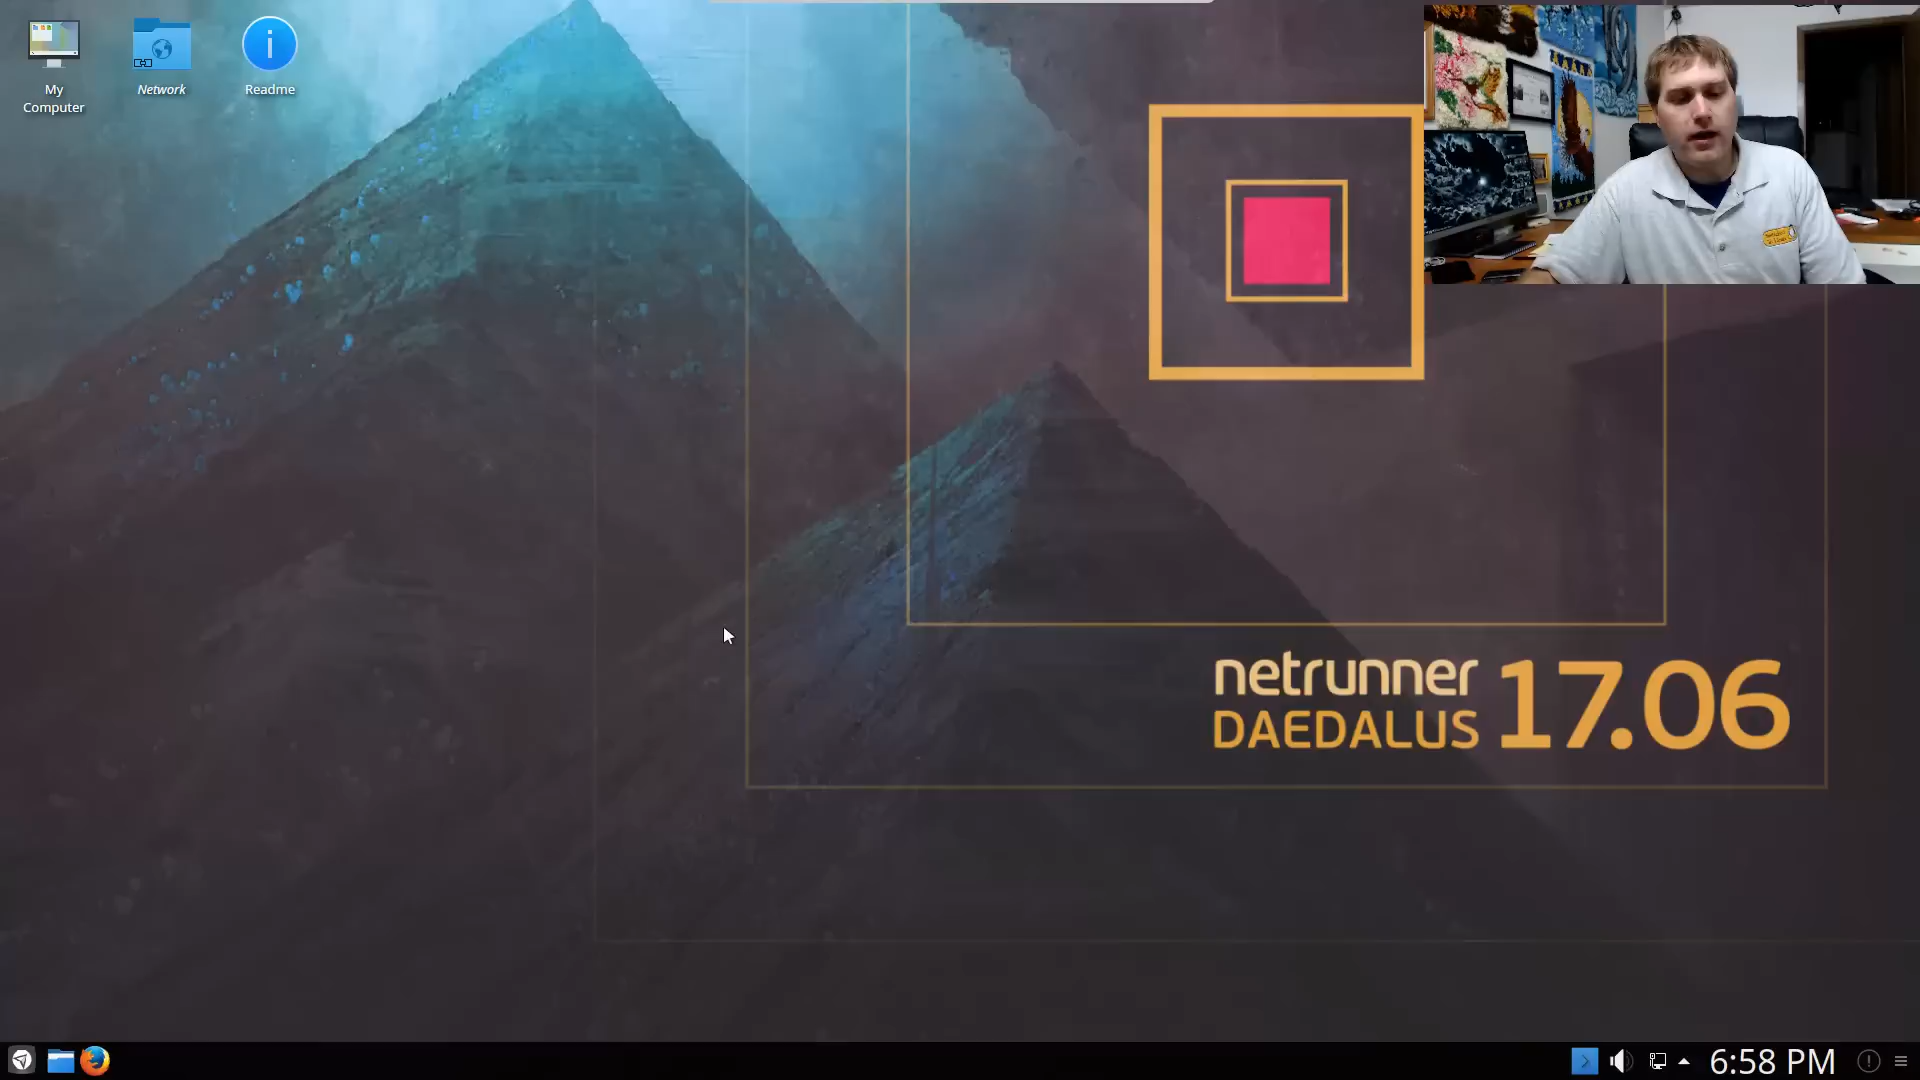 My
Computer
Network
Readme
netrunner
DAEDALUS 17.06
6:58 PM